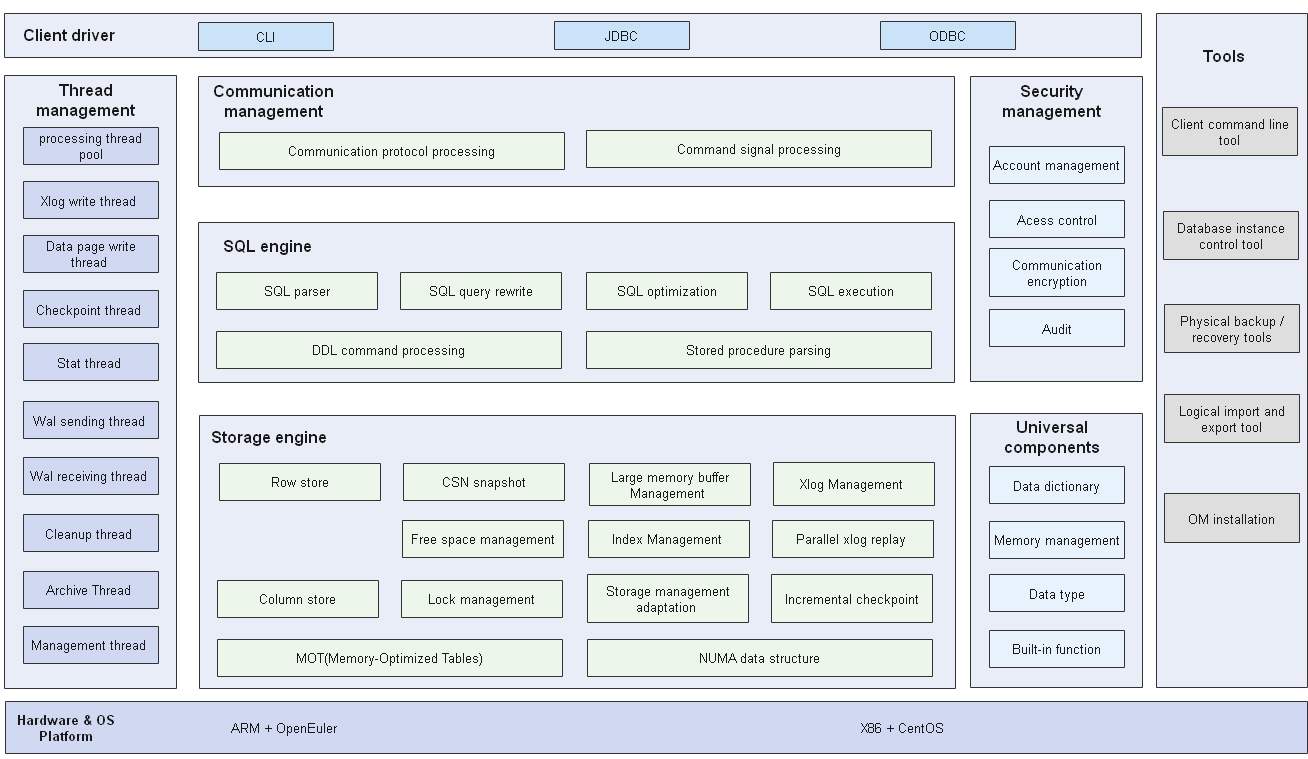 Client driver
CLI
JDBC
ODBC
Thread
management
processing thread
pool
Xlog write thread
Data page write
thread
Checkpoint thread
Stat thread
Wal sending thread
Wal receiving thread
Cleanup thread
Archive Thread
Management thread
Communication
management
Communication protocol processing
Command signal processing
SQL engine
SQL parser
SQL query rewrite
SQL optimization
SQL execution
DDL command processing
Stored procedure parsing
Storage engine
Row store
CSN snapshot
Large memory buffer
Management
Xlog Management
Free space management
Index Management
Parallel xlog replay
Column store
Lock management
Storage management
adaptation
Incremental checkpoint
MOT(Memory-Optimized Tables)
NUMA data structure
Security
management
Account management
Acess control
Communication
encryption
Audit
Universal
components
Data dictionary
Memory management
Data type
Built-in function
Tools
Client command line
tool
Database instance
control tool
Physical backup /
recovery tools
Logical import and
export tool
OM installation
Hardware & OS
Platform
ARM + OpenEuler
X86 + CentOS